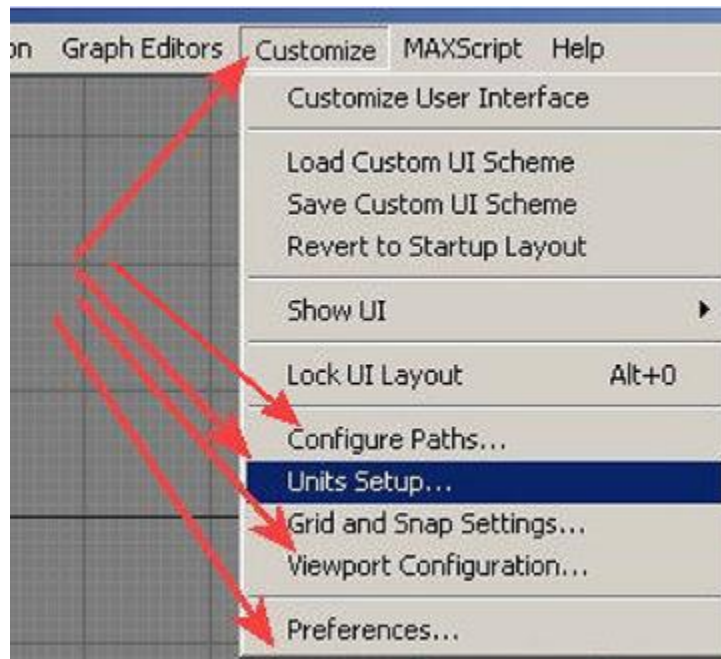 on Graph Editors Customize MAXScript Help
Customize User Interface
Load Custom UI Scheme
Save Custom UI Scheme
Revert to Startup Layout
Show UI
Lock UI Layout Alt+0
Configure Paths...
Units Setup...
Grid and Snap Settings...
Viewport Configuration...
Preferences...